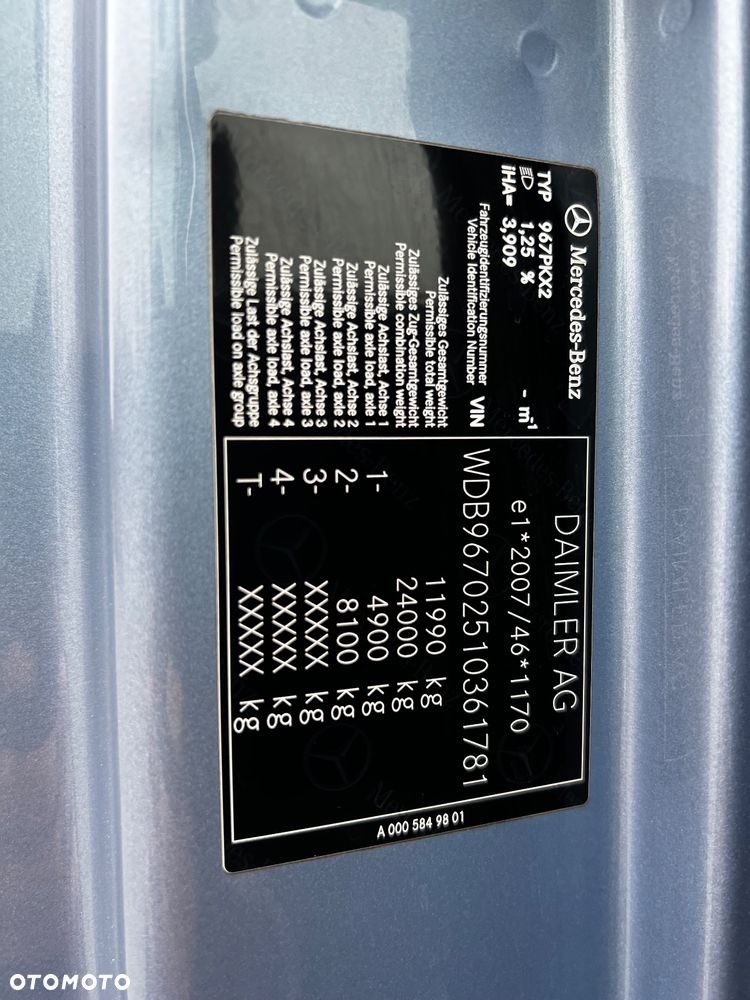 Mercedes-Benz
TYP 967PKX2
1,25 % - m-1
iHA= 3,909
Fahrzeugidentifizierungsnummer
Vehicle Identification Number VIN
Zulässiges Gesamtgewicht
Permissible total weight
Zulässiges Zug-Gesamtgewicht
Permissible combination weight
Zulässige Achslast, Achse 1
Permissible axle load, axle 1
Zulässige Achslast, Achse 2
Permissible axle load, axle 2
Zulässige Achslast, Achse 3
Permissible axle load, axle 3
Zulässige Achslast, Achse 4
Permissible axle load, axle 4
Zulässige Last der Achsgruppe
Permissible load on axle group
DAIMLER AG
e1*2007/46*1170
WDB9670251036​1781
11990 kg
24000 kg
1- 4900 kg
2- 8100 kg
3- XXXXX kg
4- XXXXX kg
T- XXXXX kg
A 000 584 98 01
OTOMOTO